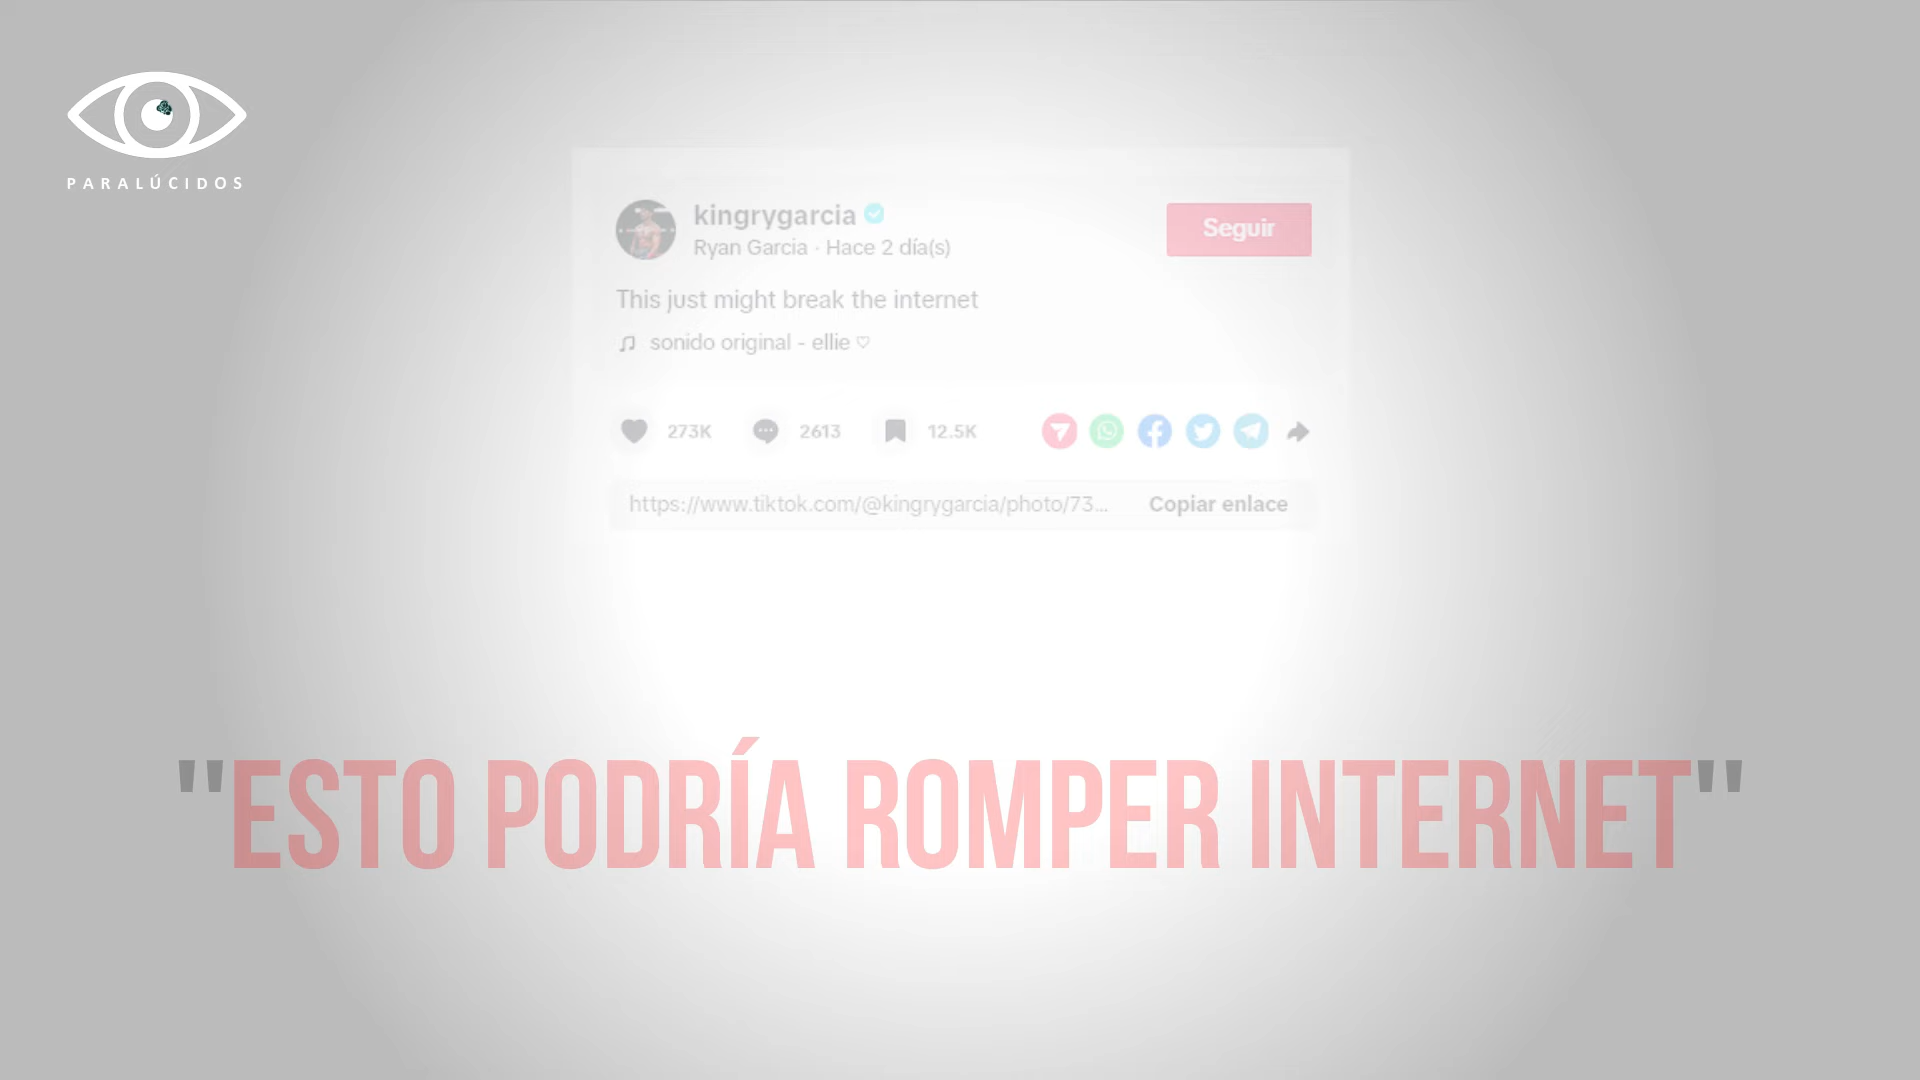 PARALÚCIDOS
kingrygarcia
Ryan Garcia · Hace 2 día(s)
Seguir
This just might break the internet
sonido original - ellie ♡
273K 2613 12.5K
https://www.tiktok.com/@kingrygarcia/photo/73... Copiar enlace
"ESTO PODRÍA ROMPER INTERNET"